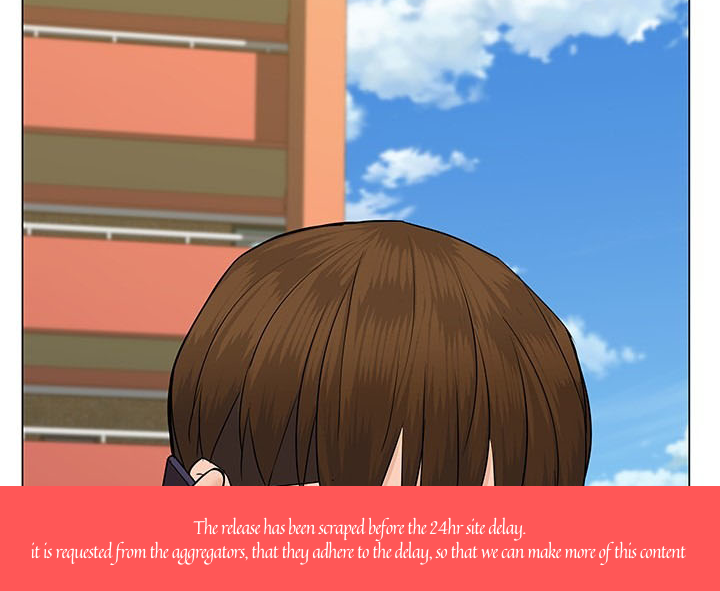 The release has been scraped before the 24hr site delay.
it is requested from the aggregators, that they adhere to the delay, so that we can make more of this content